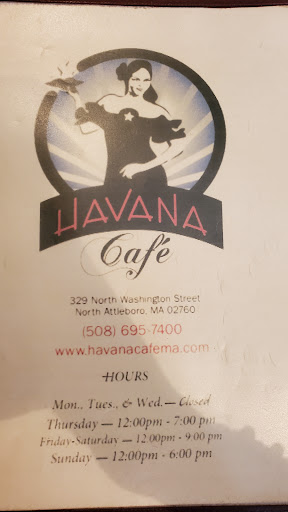 HAVANA
Café
329 North Washington Street
North Attleboro, MA 02760
(508) 695-7400
www.havanacafema.com
HOURS
Mon., Tues., & Wed. — Closed
Thursday — 12:00pm - 7:00 pm
Friday-Saturday — 12:00pm - 9:00 pm
Sunday — 12:00pm - 6:00 pm